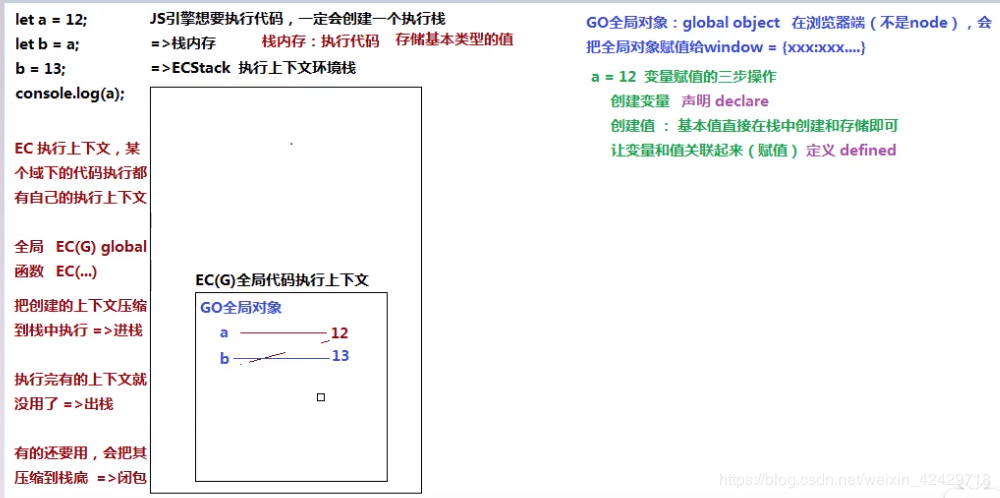 let a = 12;
let b = a;
b = 13;
console.log(a);
JS引擎想要执行代码，一定会创建一个执行栈
=>栈内存 栈内存：执行代码 存储基本类型的值
=>ECStack 执行上下文环境栈
EC 执行上下文，某
个域下的代码执行都
有自己的执行上下文
全局 EC(G) global
函数 EC(...)
把创建的上下文压缩
到栈中执行 =>进栈
执行完有的上下文就
没用了 =>出栈
有的还要用，会把其
压缩到栈底 =>闭包
EC(G)全局代码执行上下文
GO全局对象
a 12
b 13
GO全局对象：global object 在浏览器端（不是node），会
把全局对象赋值给window = {xxx:xxx....}
a = 12 变量赋值的三步操作
创建变量 声明 declare
创建值 ： 基本值直接在栈中创建和存储即可
让变量和值关联起来（赋值） 定义 defined
https://blog.csdn.net/weixin_42429718